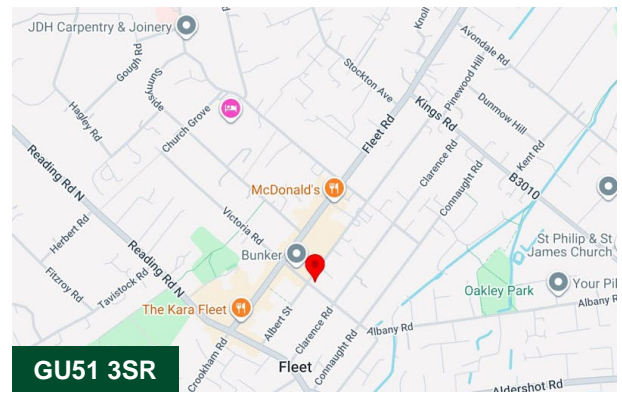 JDH Carpentry & Joinery
Gough Rd
Sunnyside
Hagley Rd
Church Grove
Reading Rd N
Stockton Ave
Knoll
Avondale Rd
Pinewood Hill
Dunmow Hill
Kings Rd
Fleet Rd
Kent Rd
B3010
Clarence Rd
Connaught Rd
McDonald's
Victoria Rd
Bunker
Herbert Rd
Reading Rd N
Fitzroy Rd
Tavistock Rd
St Philip & St
James Church
Oakley Park
Your Pil
Albany Rd
The Kara Fleet
Albert St
Clarence Rd
Albany Rd
Crookham Rd
Connaught Rd
Fleet
Aldershot Rd
GU51 3SR